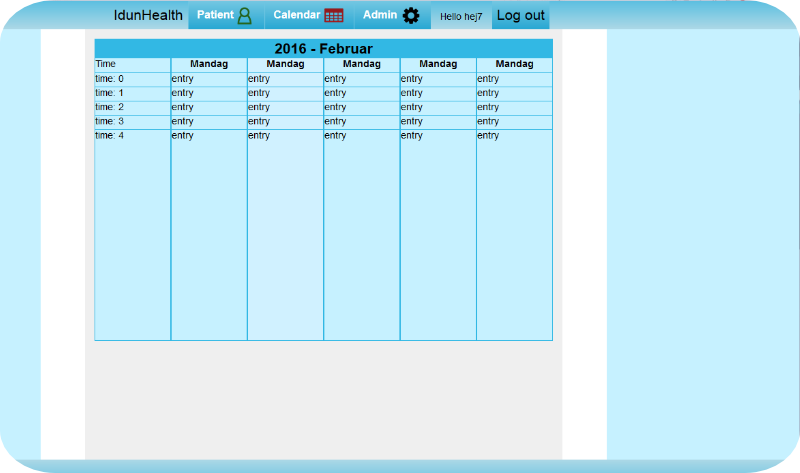 IdunHealth Patient Calendar Admin Hello hej7 Log out
2016 - Februar
Time Mandag Mandag Mandag Mandag Mandag
time: 0 entry entry entry entry entry
time: 1 entry entry entry entry entry
time: 2 entry entry entry entry entry
time: 3 entry entry entry entry entry
time: 4 entry entry entry entry entry